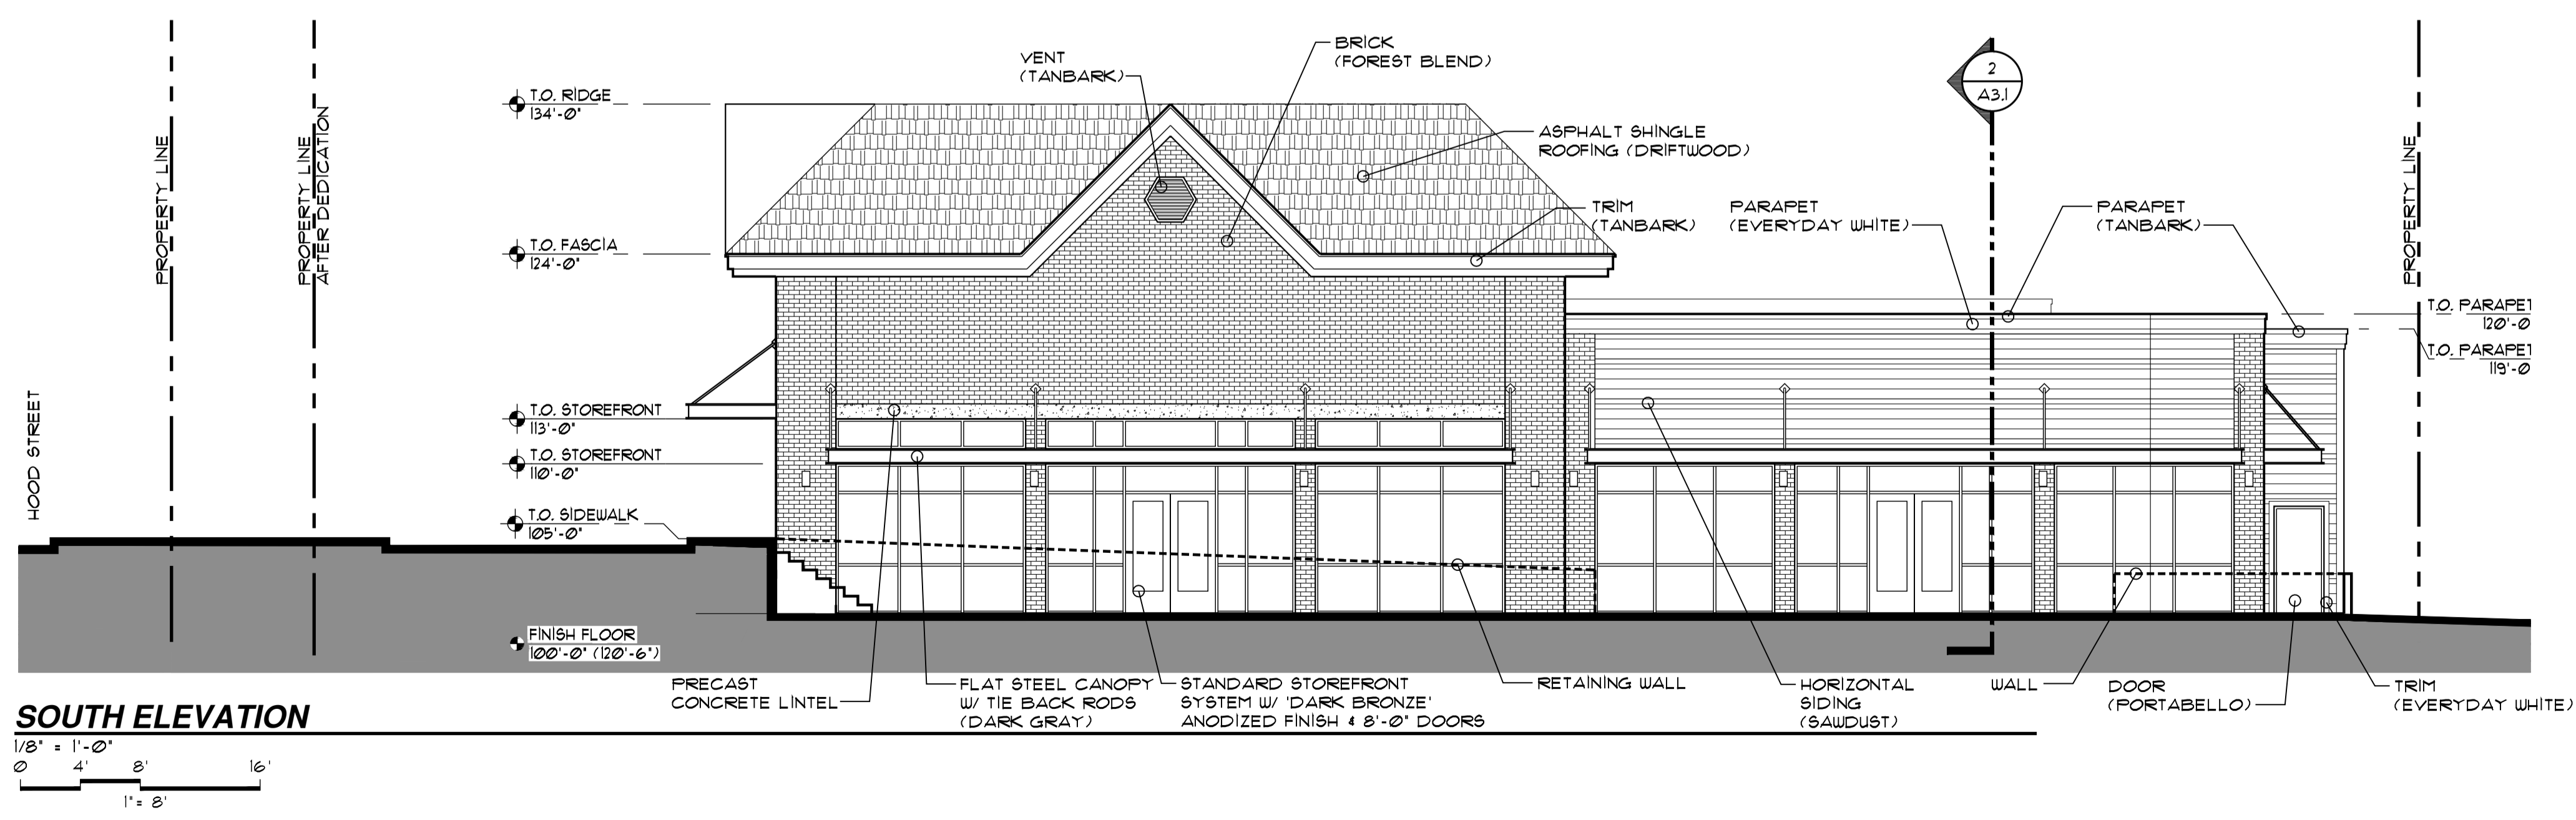 BRICK
(FOREST BLEND)
VENT
(TANBARK)
2
A3.1
T.O. RIDGE
134'-0"
ASPHALT SHINGLE
ROOFING (DRIFTWOOD)
PROPERTY LINE
PROPERTY LINE
AFTER DEDICATION
PROPERTY LINE
TRIM
(TANBARK)
PARAPET
(EVERYDAY WHITE)
PARAPET
(TANBARK)
T.O. FASCIA
124'-0"
T.O. PARAPET
120'-0
T.O. PARAPET
119'-0
HOOD STREET
T.O. STOREFRONT
113'-0"
T.O. STOREFRONT
110'-0"
T.O. SIDEWALK
105'-0"
FINISH FLOOR
100'-0" (120'-6")
PRECAST
CONCRETE LINTEL
FLAT STEEL CANOPY
W/ TIE BACK RODS
(DARK GRAY)
STANDARD STOREFRONT
SYSTEM W/ 'DARK BRONZE'
ANODIZED FINISH & 8'-0" DOORS
RETAINING WALL
HORIZONTAL
SIDING
(SAWDUST)
WALL
DOOR
(PORTABELLO)
TRIM
(EVERYDAY WHITE)
SOUTH ELEVATION
1/8" = 1'-0"
0 4' 8' 16'
1"= 8'